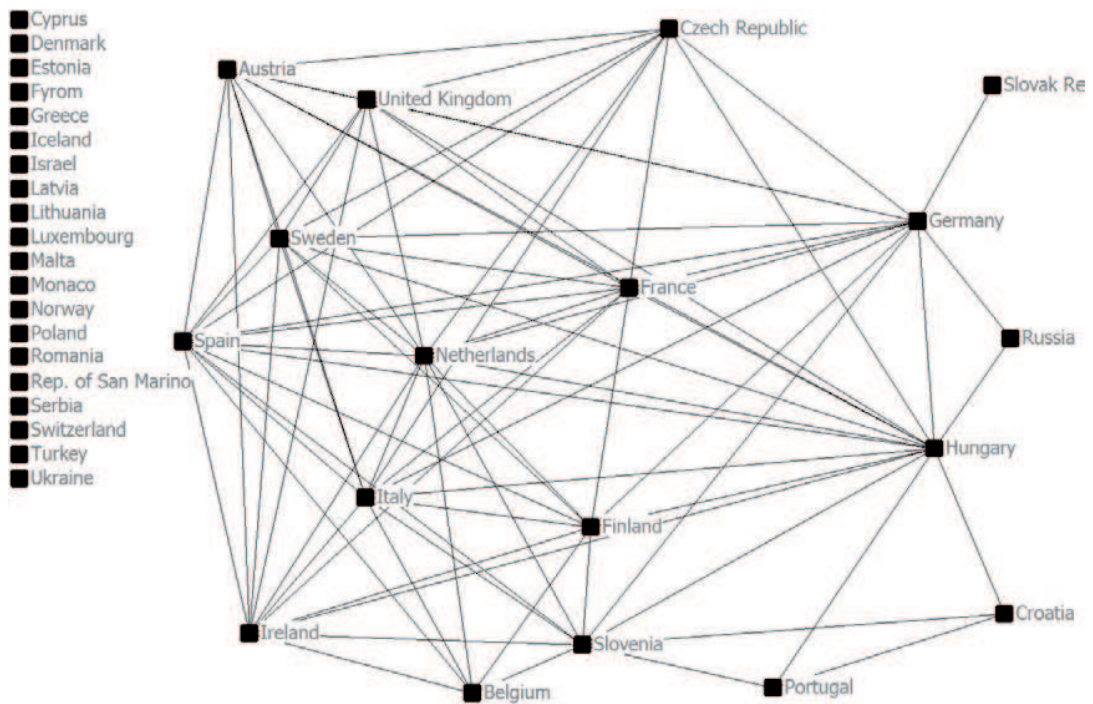 Cyprus
Denmark
Estonia
Fyrom
Greece
Iceland
Israel
Latvia
Lithuania
Luxembourg
Malta
Monaco
Norway
Poland
Romania
Rep. of San Marino
Serbia
Switzerland
Turkey
Ukraine
Czech Republic
Austria
Slovak Re
United Kingdom
Germany
Sweden
France
Russia
Spain
Netherlands
Hungary
Italy
Finland
Croatia
Ireland
Slovenia
Portugal
Belgium